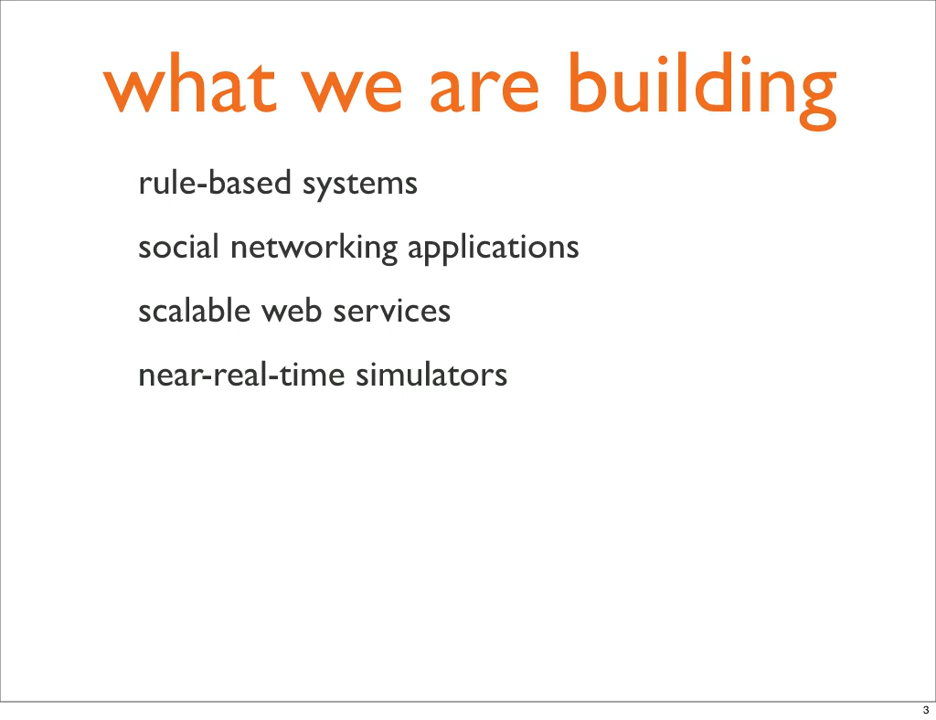 what we are building
rule-based systems
social networking applications
scalable web services
near-real-time simulators
3